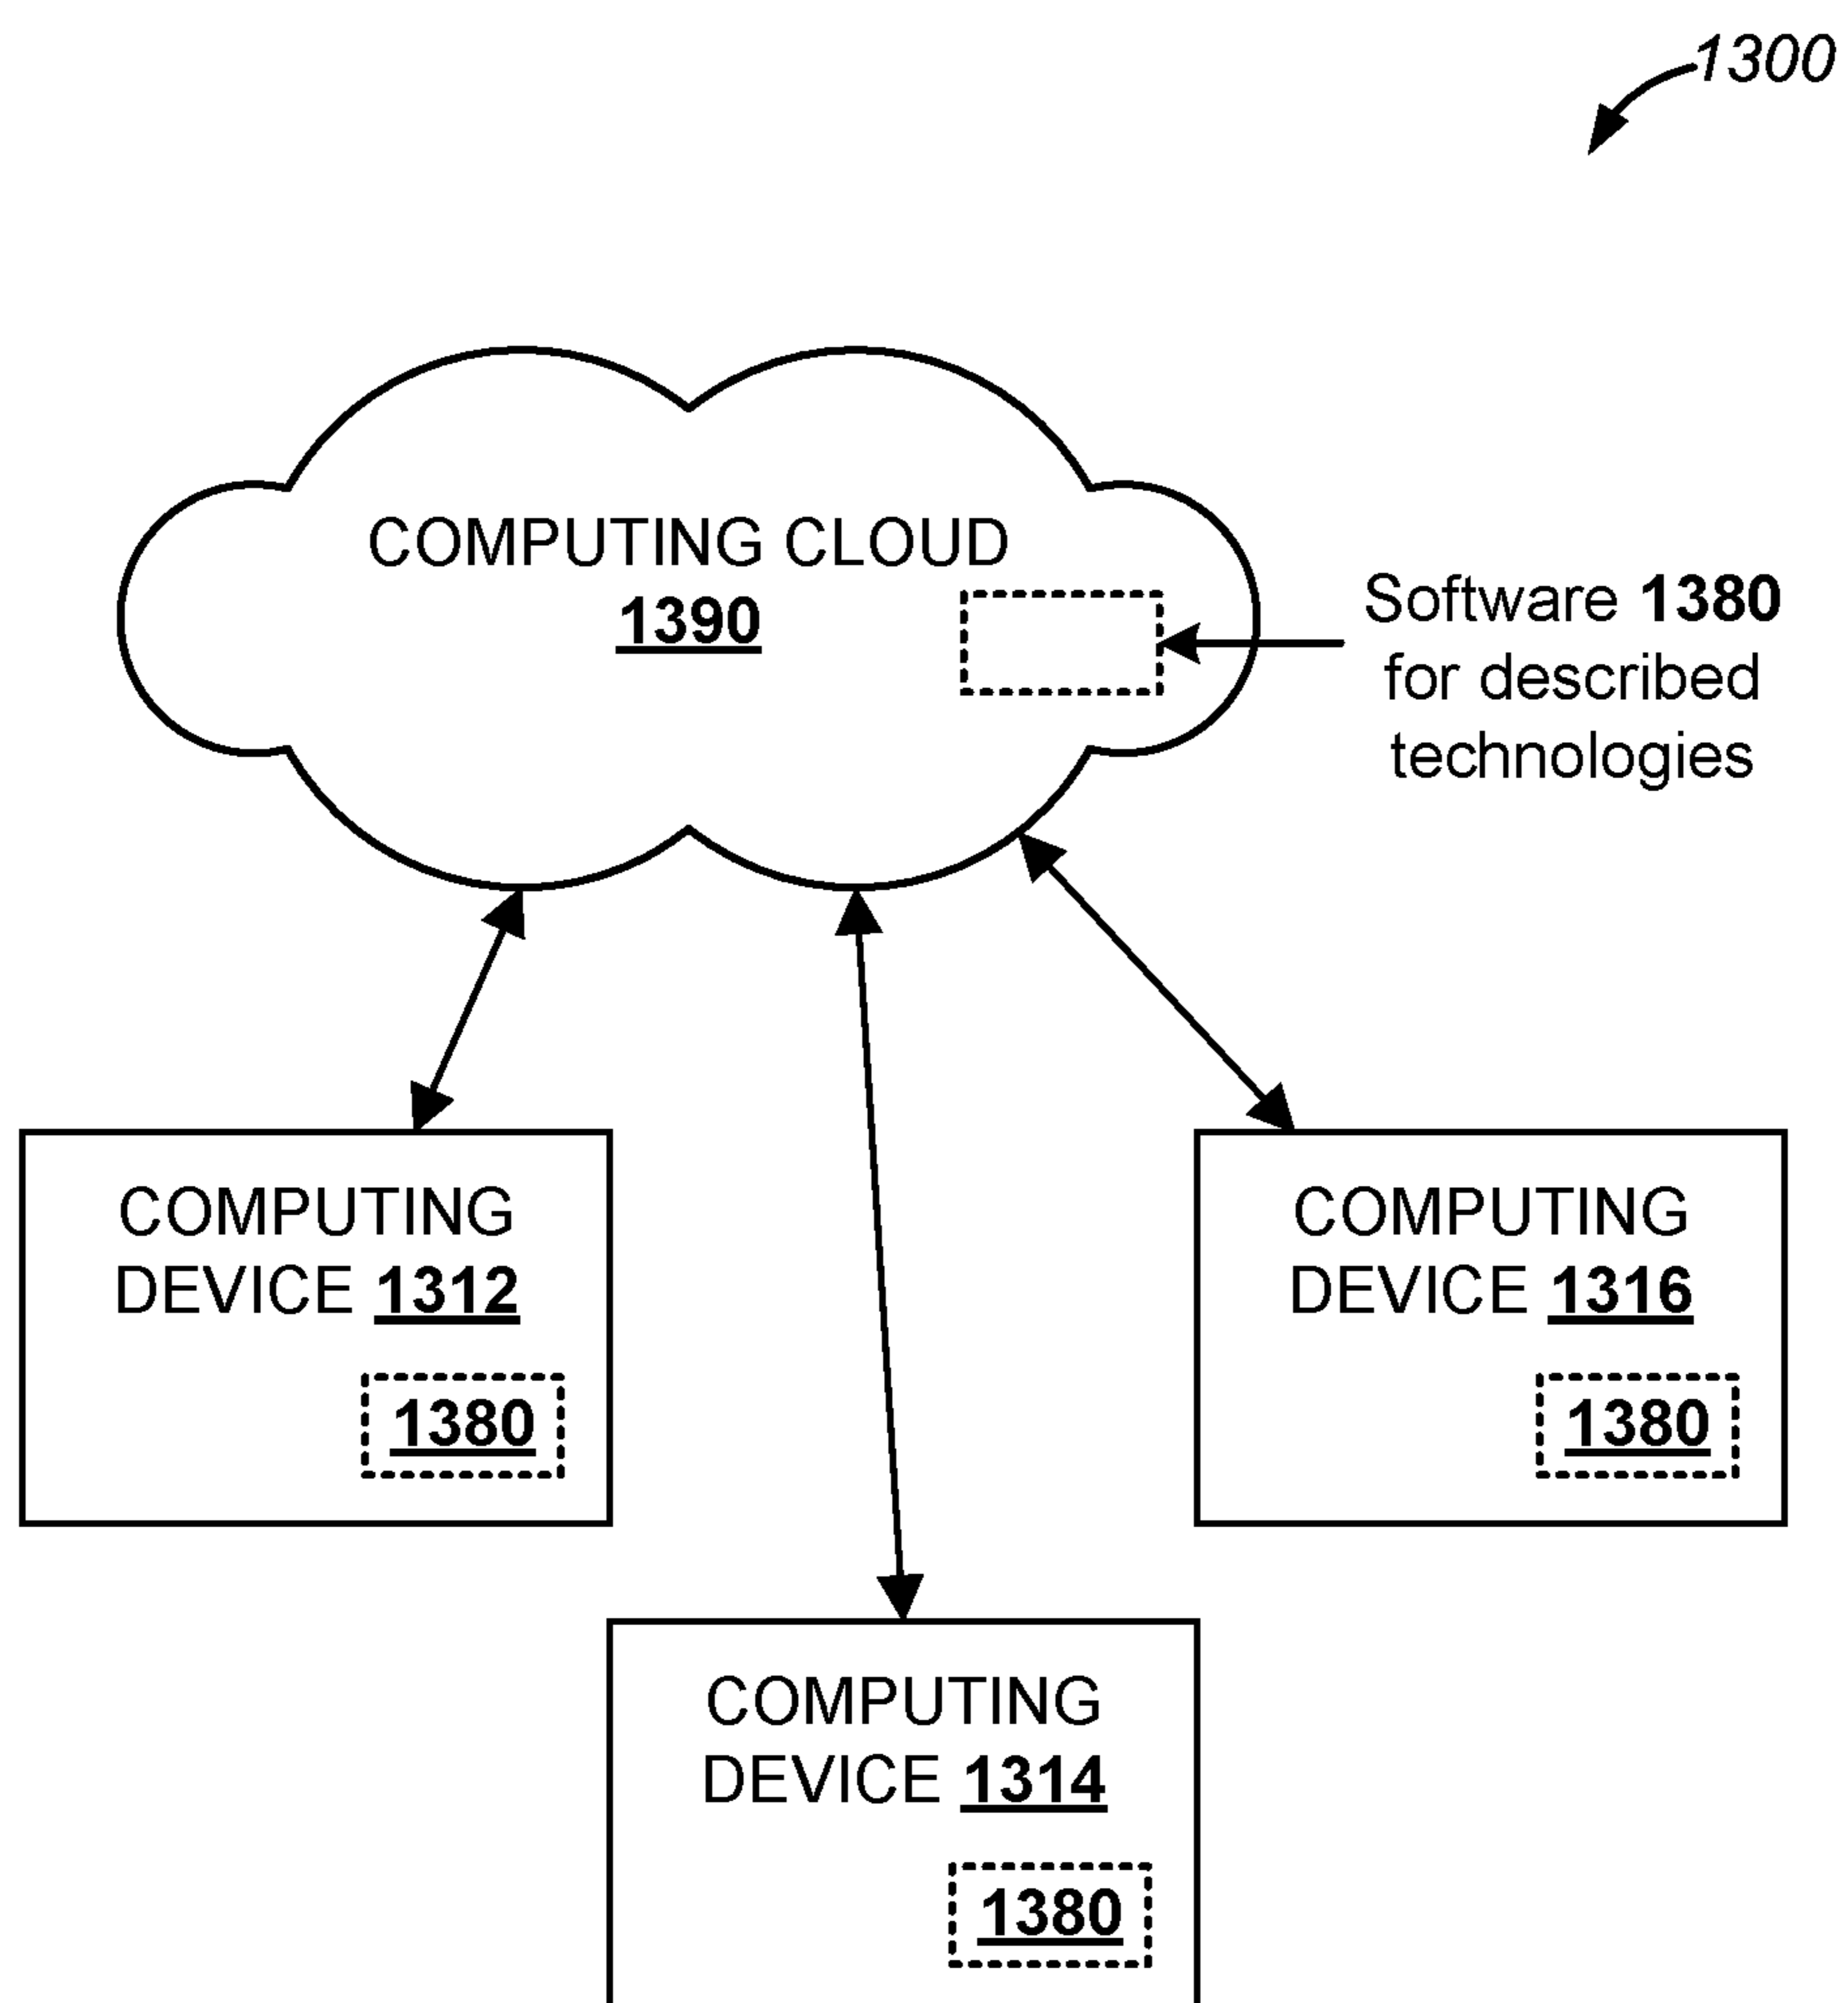 1300
COMPUTING CLOUD
1390
Software 1380
for described
technologies
COMPUTING
DEVICE 1312
1380
COMPUTING
DEVICE 1316
1380
COMPUTING
DEVICE 1314
1380